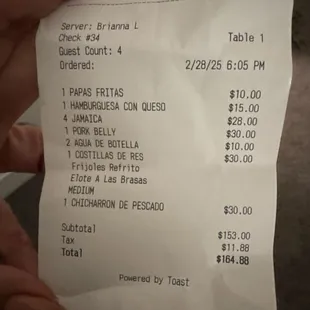 Server: Brianna L
Check #34 Table 1
Guest Count: 4
Ordered: 2/28/25 6:05 PM
1 PAPAS FRITAS $10.00
1 HAMBURGUESA CON QUESO $15.00
4 JAMAICA $28.00
1 PORK BELLY $30.00
2 AGUA DE BOTELLA $10.00
1 COSTILLAS DE RES $30.00
Frijoles Refrito
Elote A Las Brasas
MEDIUM
1 CHICHARRON DE PESCADO $30.00
Subtotal $153.00
Tax $11.88
Total $164.88
Powered by Toast